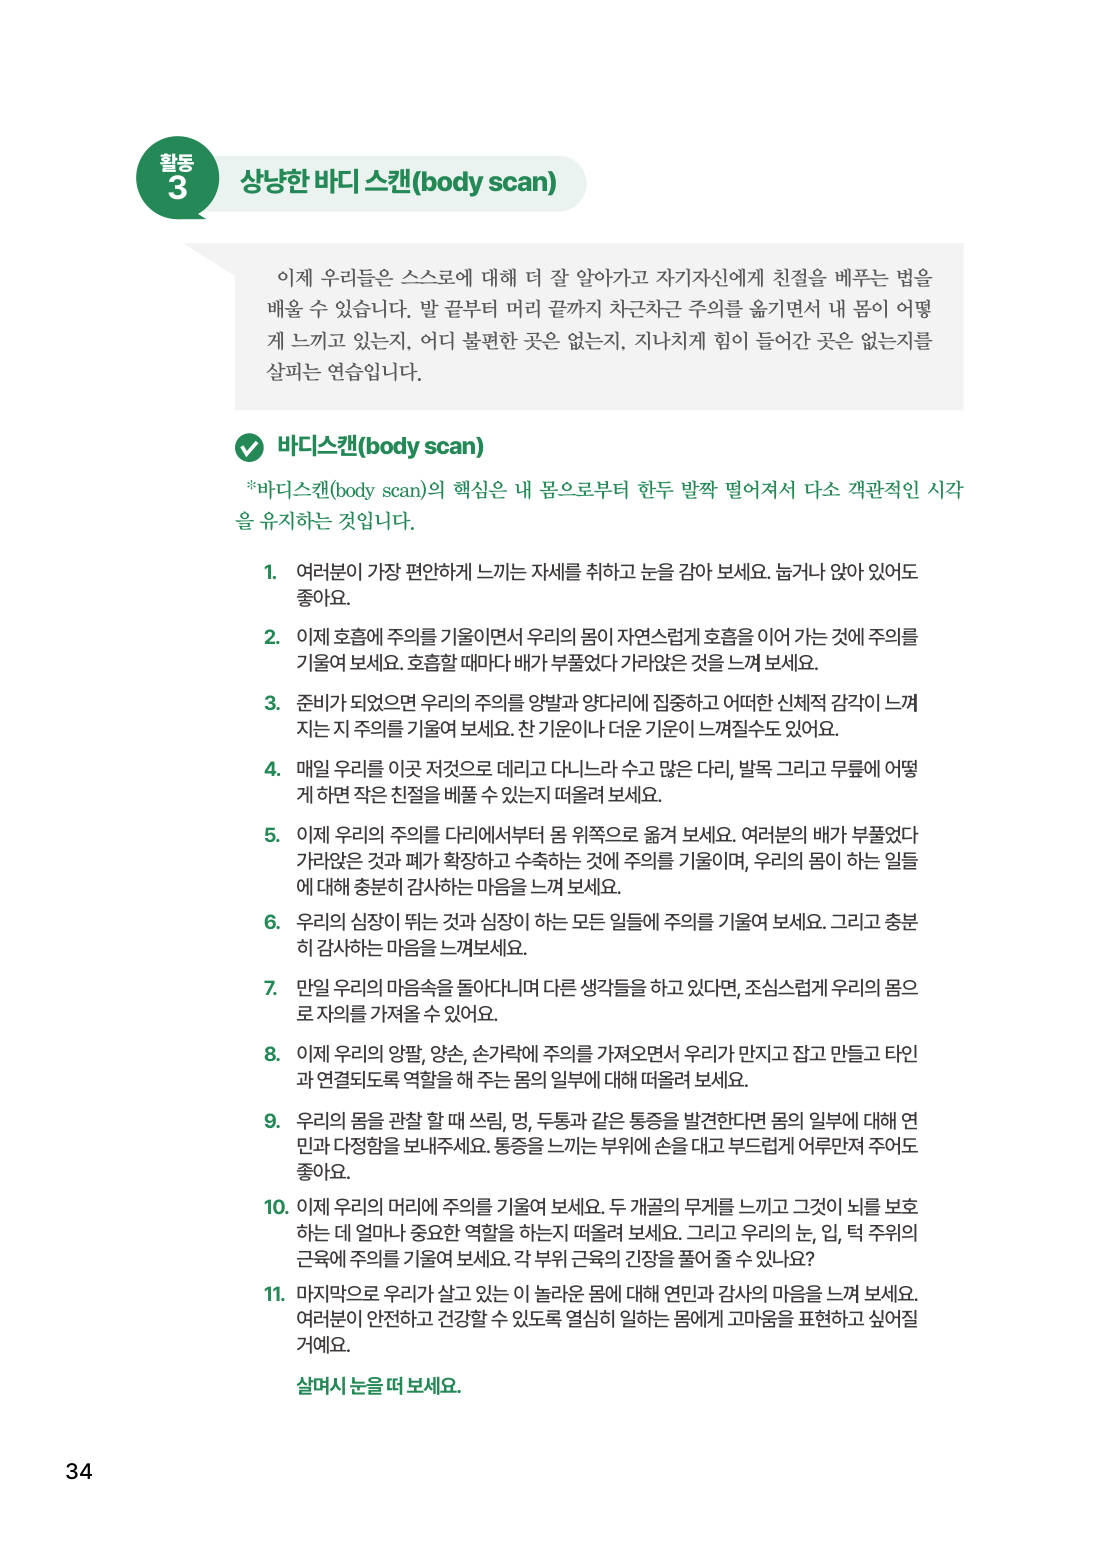 활동
3
상냥한 바디 스캔(body scan)
이제 우리들은 스스로에 대해 더 잘 알아가고 자기자신에게 친절을 베푸는 법을
배울 수 있습니다. 발 끝부터 머리 끝까지 차근차근 주의를 옮기면서 내 몸이 어떻
게 느끼고 있는지, 어디 불편한 곳은 없는지, 지나치게 힘이 들어간 곳은 없는지를
살피는 연습입니다.
바디스캔(body scan)
*바디스캔(body scan)의 핵심은 내 몸으로부터 한두 발짝 떨어져서 다소 객관적인 시각
을 유지하는 것입니다.
1. 여러분이 가장 편안하게 느끼는 자세를 취하고 눈을 감아 보세요. 눕거나 앉아 있어도
좋아요.
2. 이제 호흡에 주의를 기울이면서 우리의 몸이 자연스럽게 호흡을 이어 가는 것에 주의를
기울여 보세요. 호흡할 때마다 배가 부풀었다 가라앉은 것을 느껴 보세요.
3. 준비가 되었으면 우리의 주의를 양발과 양다리에 집중하고 어떠한 신체적 감각이 느껴
지는 지 주의를 기울여 보세요. 찬 기운이나 더운 기운이 느껴질수도 있어요.
4. 매일 우리를 이곳 저것으로 데리고 다니느라 수고 많은 다리, 발목 그리고 무릎에 어떻
게 하면 작은 친절을 베풀 수 있는지 떠올려 보세요.
5. 이제 우리의 주의를 다리에서부터 몸 위쪽으로 옮겨 보세요. 여러분의 배가 부풀었다
가라앉은 것과 폐가 확장하고 수축하는 것에 주의를 기울이며, 우리의 몸이 하는 일들
에 대해 충분히 감사하는 마음을 느껴 보세요.
6. 우리의 심장이 뛰는 것과 심장이 하는 모든 일들에 주의를 기울여 보세요. 그리고 충분
히 감사하는 마음을 느껴보세요.
7. 만일 우리의 마음속을 돌아다니며 다른 생각들을 하고 있다면, 조심스럽게 우리의 몸으
로 자의를 가져올 수 있어요.
8. 이제 우리의 앙팔, 양손, 손가락에 주의를 가져오면서 우리가 만지고 잡고 만들고 타인
과 연결되도록 역할을 해 주는 몸의 일부에 대해 떠올려 보세요.
9. 우리의 몸을 관찰 할 때 쓰림, 멍, 두통과 같은 통증을 발견한다면 몸의 일부에 대해 연
민과 다정함을 보내주세요. 통증을 느끼는 부위에 손을 대고 부드럽게 어루만져 주어도
좋아요.
10. 이제 우리의 머리에 주의를 기울여 보세요. 두 개골의 무게를 느끼고 그것이 뇌를 보호
하는 데 얼마나 중요한 역할을 하는지 떠올려 보세요. 그리고 우리의 눈, 입, 턱 주위의
근육에 주의를 기울여 보세요. 각 부위 근육의 긴장을 풀어 줄 수 있나요?
11. 마지막으로 우리가 살고 있는 이 놀라운 몸에 대해 연민과 감사의 마음을 느껴 보세요.
여러분이 안전하고 건강할 수 있도록 열심히 일하는 몸에게 고마움을 표현하고 싶어질
거예요.
살며시 눈을 떠 보세요.
34